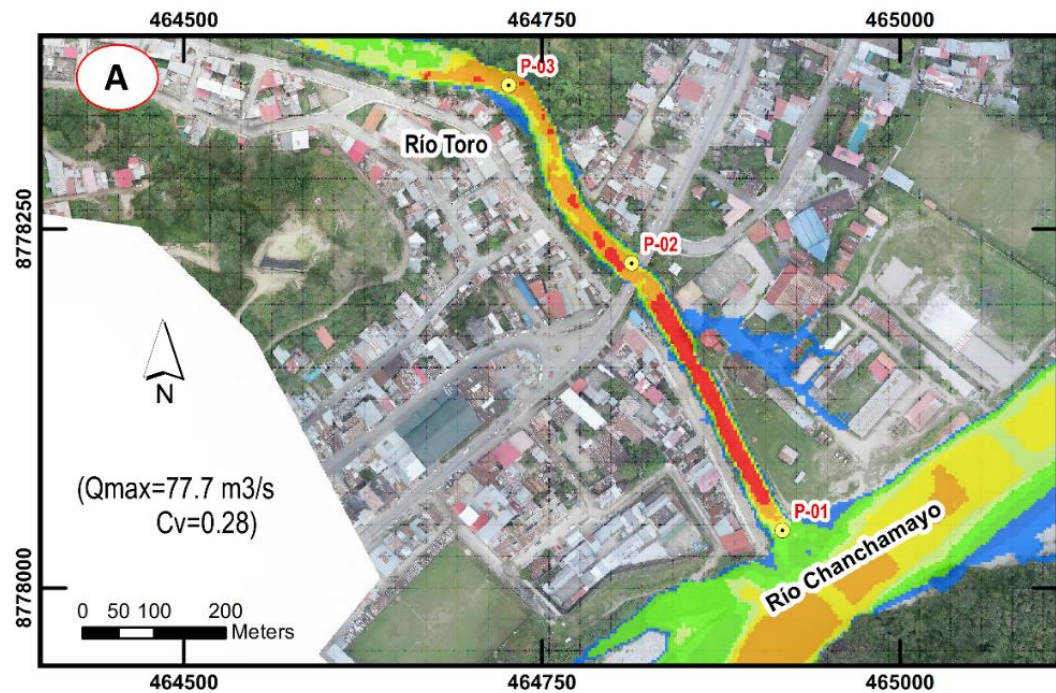 464500 464750 465000
A
P-03
Río Toro
8778250
P-02
N
(Qmax=77.7 m3/s
Cv=0.28)
P-01
Río Chanchamayo
8778000
0 50 100 200
Meters
464500 464750 465000